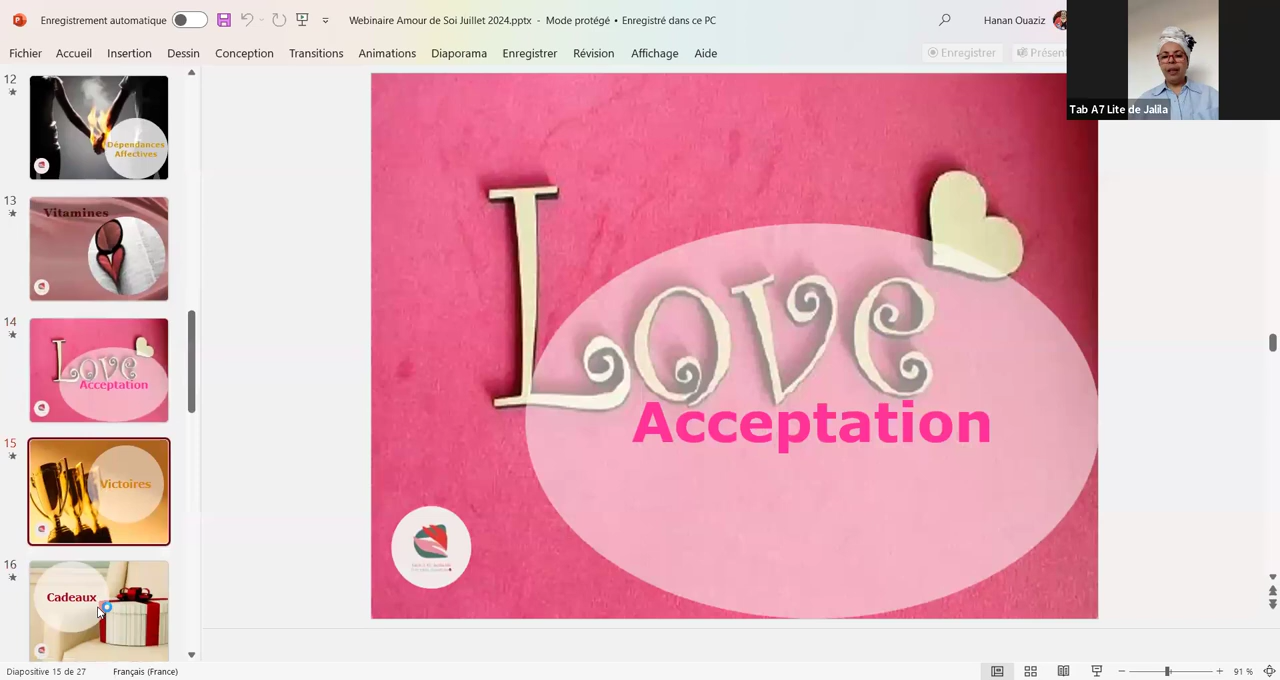 Enregistrement automatique
Webinaire Amour de Soi Juillet 2024.pptx - Mode protégé • Enregistré dans ce PC
Hanan Ouaziz
Fichier Accueil Insertion Dessin Conception Transitions Animations Diaporama Enregistrer Révision Affichage Aide
Enregistrer
Tab A7 Lite de Jalila
12
Dépendances
Affectives
13
Vitamines
14
Love
Acceptation
15
Victoires
16
Cadeaux
Love
Acceptation
Diapositive 15 de 27
Français (France)
91 %